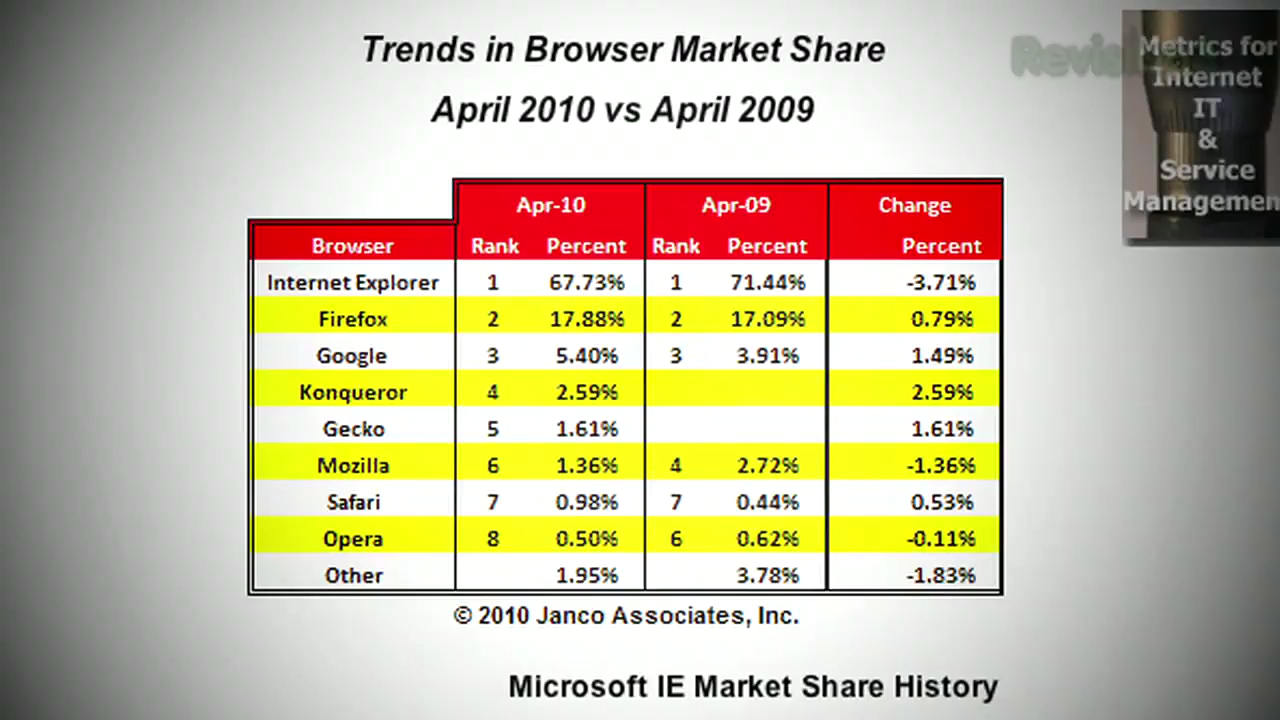 Trends in Browser Market Share
April 2010 vs April 2009
Metrics for
Internet
IT
&
Service
Apr-10 Apr-09 Change
Browser Rank Percent Rank Percent Percent
Internet Explorer 1 67.73% 1 71.44% -3.71%
Firefox 2 17.88% 2 17.09% 0.79%
Google 3 5.40% 3 3.91% 1.49%
Konqueror 4 2.59% 2.59%
Gecko 5 1.61% 1.61%
Mozilla 6 1.36% 4 2.72% -1.36%
Safari 7 0.98% 7 0.44% 0.53%
Opera 8 0.50% 6 0.62% -0.11%
Other 1.95% 3.78% -1.83%
© 2010 Janco Associates, Inc.
Microsoft IE Market Share History